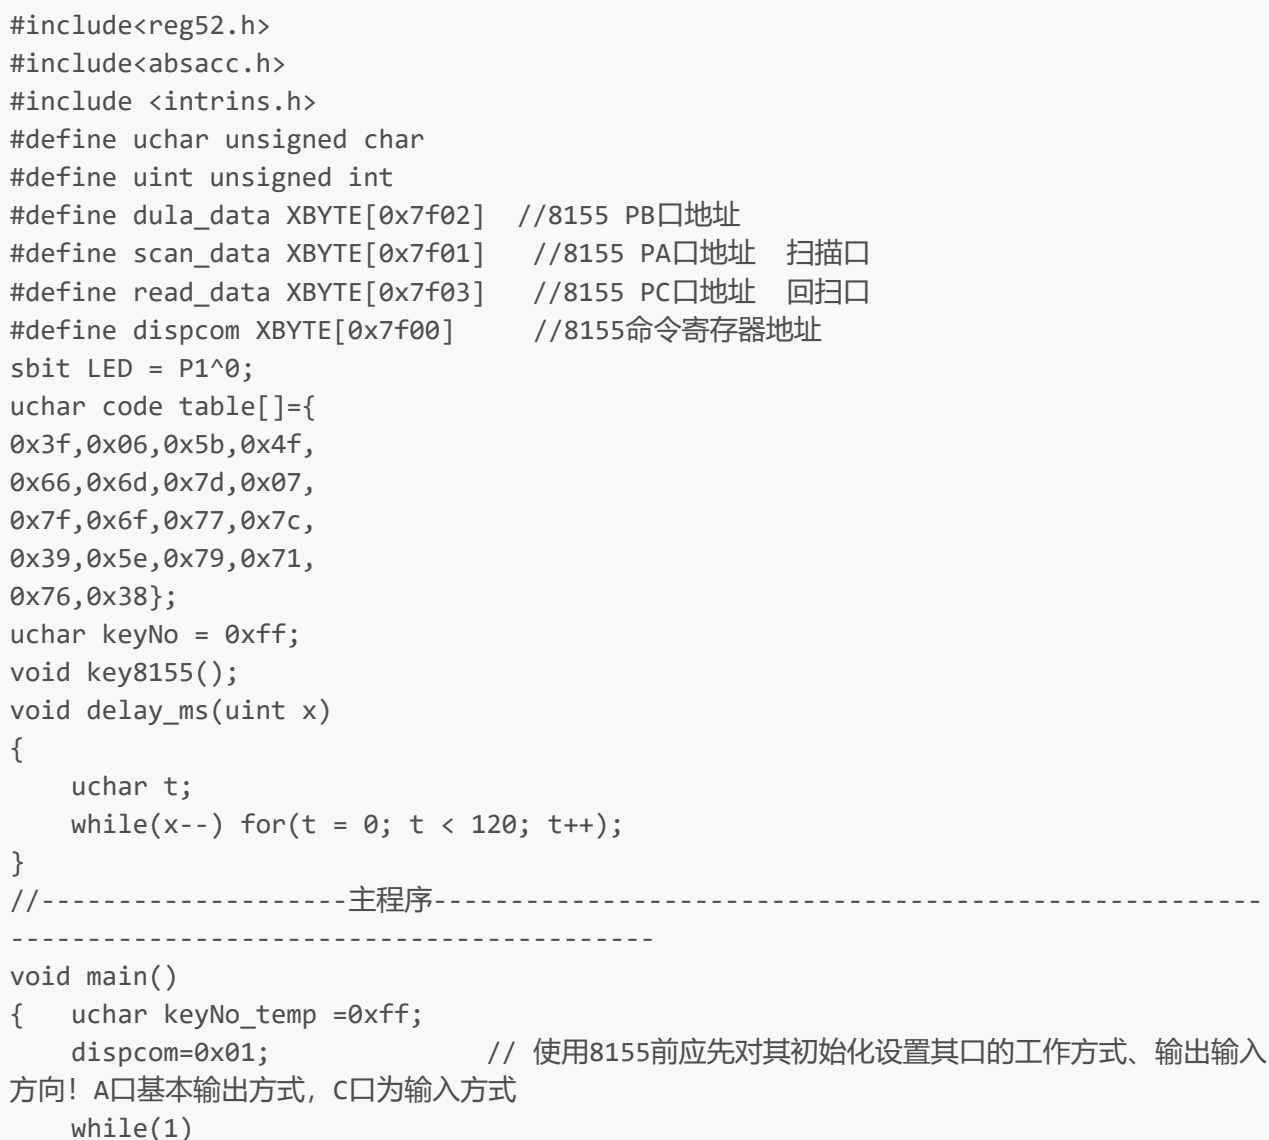 #include<reg52.h>
#include<absacc.h>
#include <intrins.h>
#define uchar unsigned char
#define uint unsigned int
#define dula_data XBYTE[0x7f02]  //8155 PB口地址
#define scan_data XBYTE[0x7f01]   //8155 PA口地址  扫描口
#define read_data XBYTE[0x7f03]   //8155 PC口地址  回扫口
#define dispcom XBYTE[0x7f00]     //8155命令寄存器地址
sbit LED = P1^0;
uchar code table[]={
0x3f,0x06,0x5b,0x4f,
0x66,0x6d,0x7d,0x07,
0x7f,0x6f,0x77,0x7c,
0x39,0x5e,0x79,0x71,
0x76,0x38};
uchar keyNo = 0xff;
void key8155();
void delay_ms(uint x)
{
    uchar t;
    while(x--) for(t = 0; t < 120; t++);
}
//--------------------主程序------------------------------------------------------
------------------------------------------
void main()
{   uchar keyNo_temp =0xff;
    dispcom=0x01;              // 使用8155前应先对其初始化设置其口的工作方式、输出输入
方向！A口基本输出方式，C口为输入方式
    while(1)